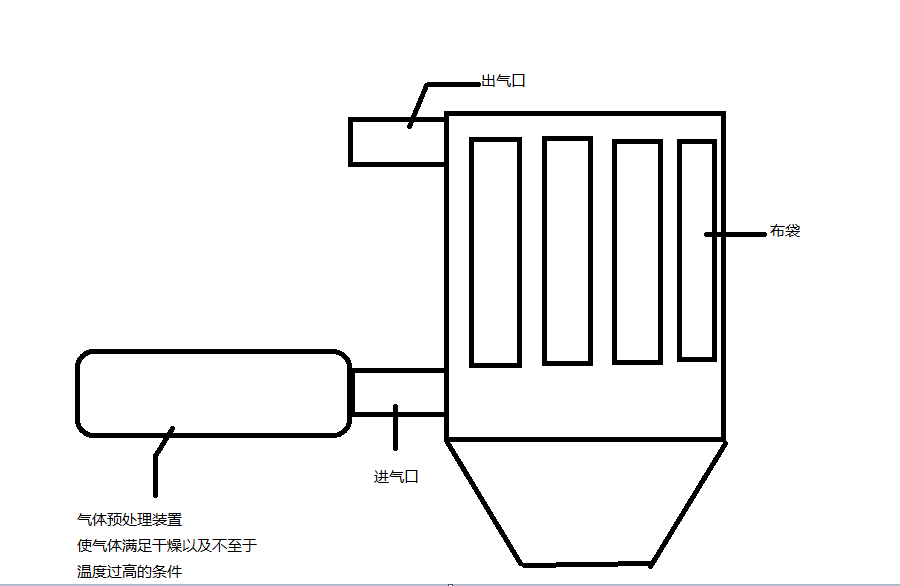 出气口
布袋
进气口
气体预处理装置
使气体满足干燥以及不至于
温度过高的条件